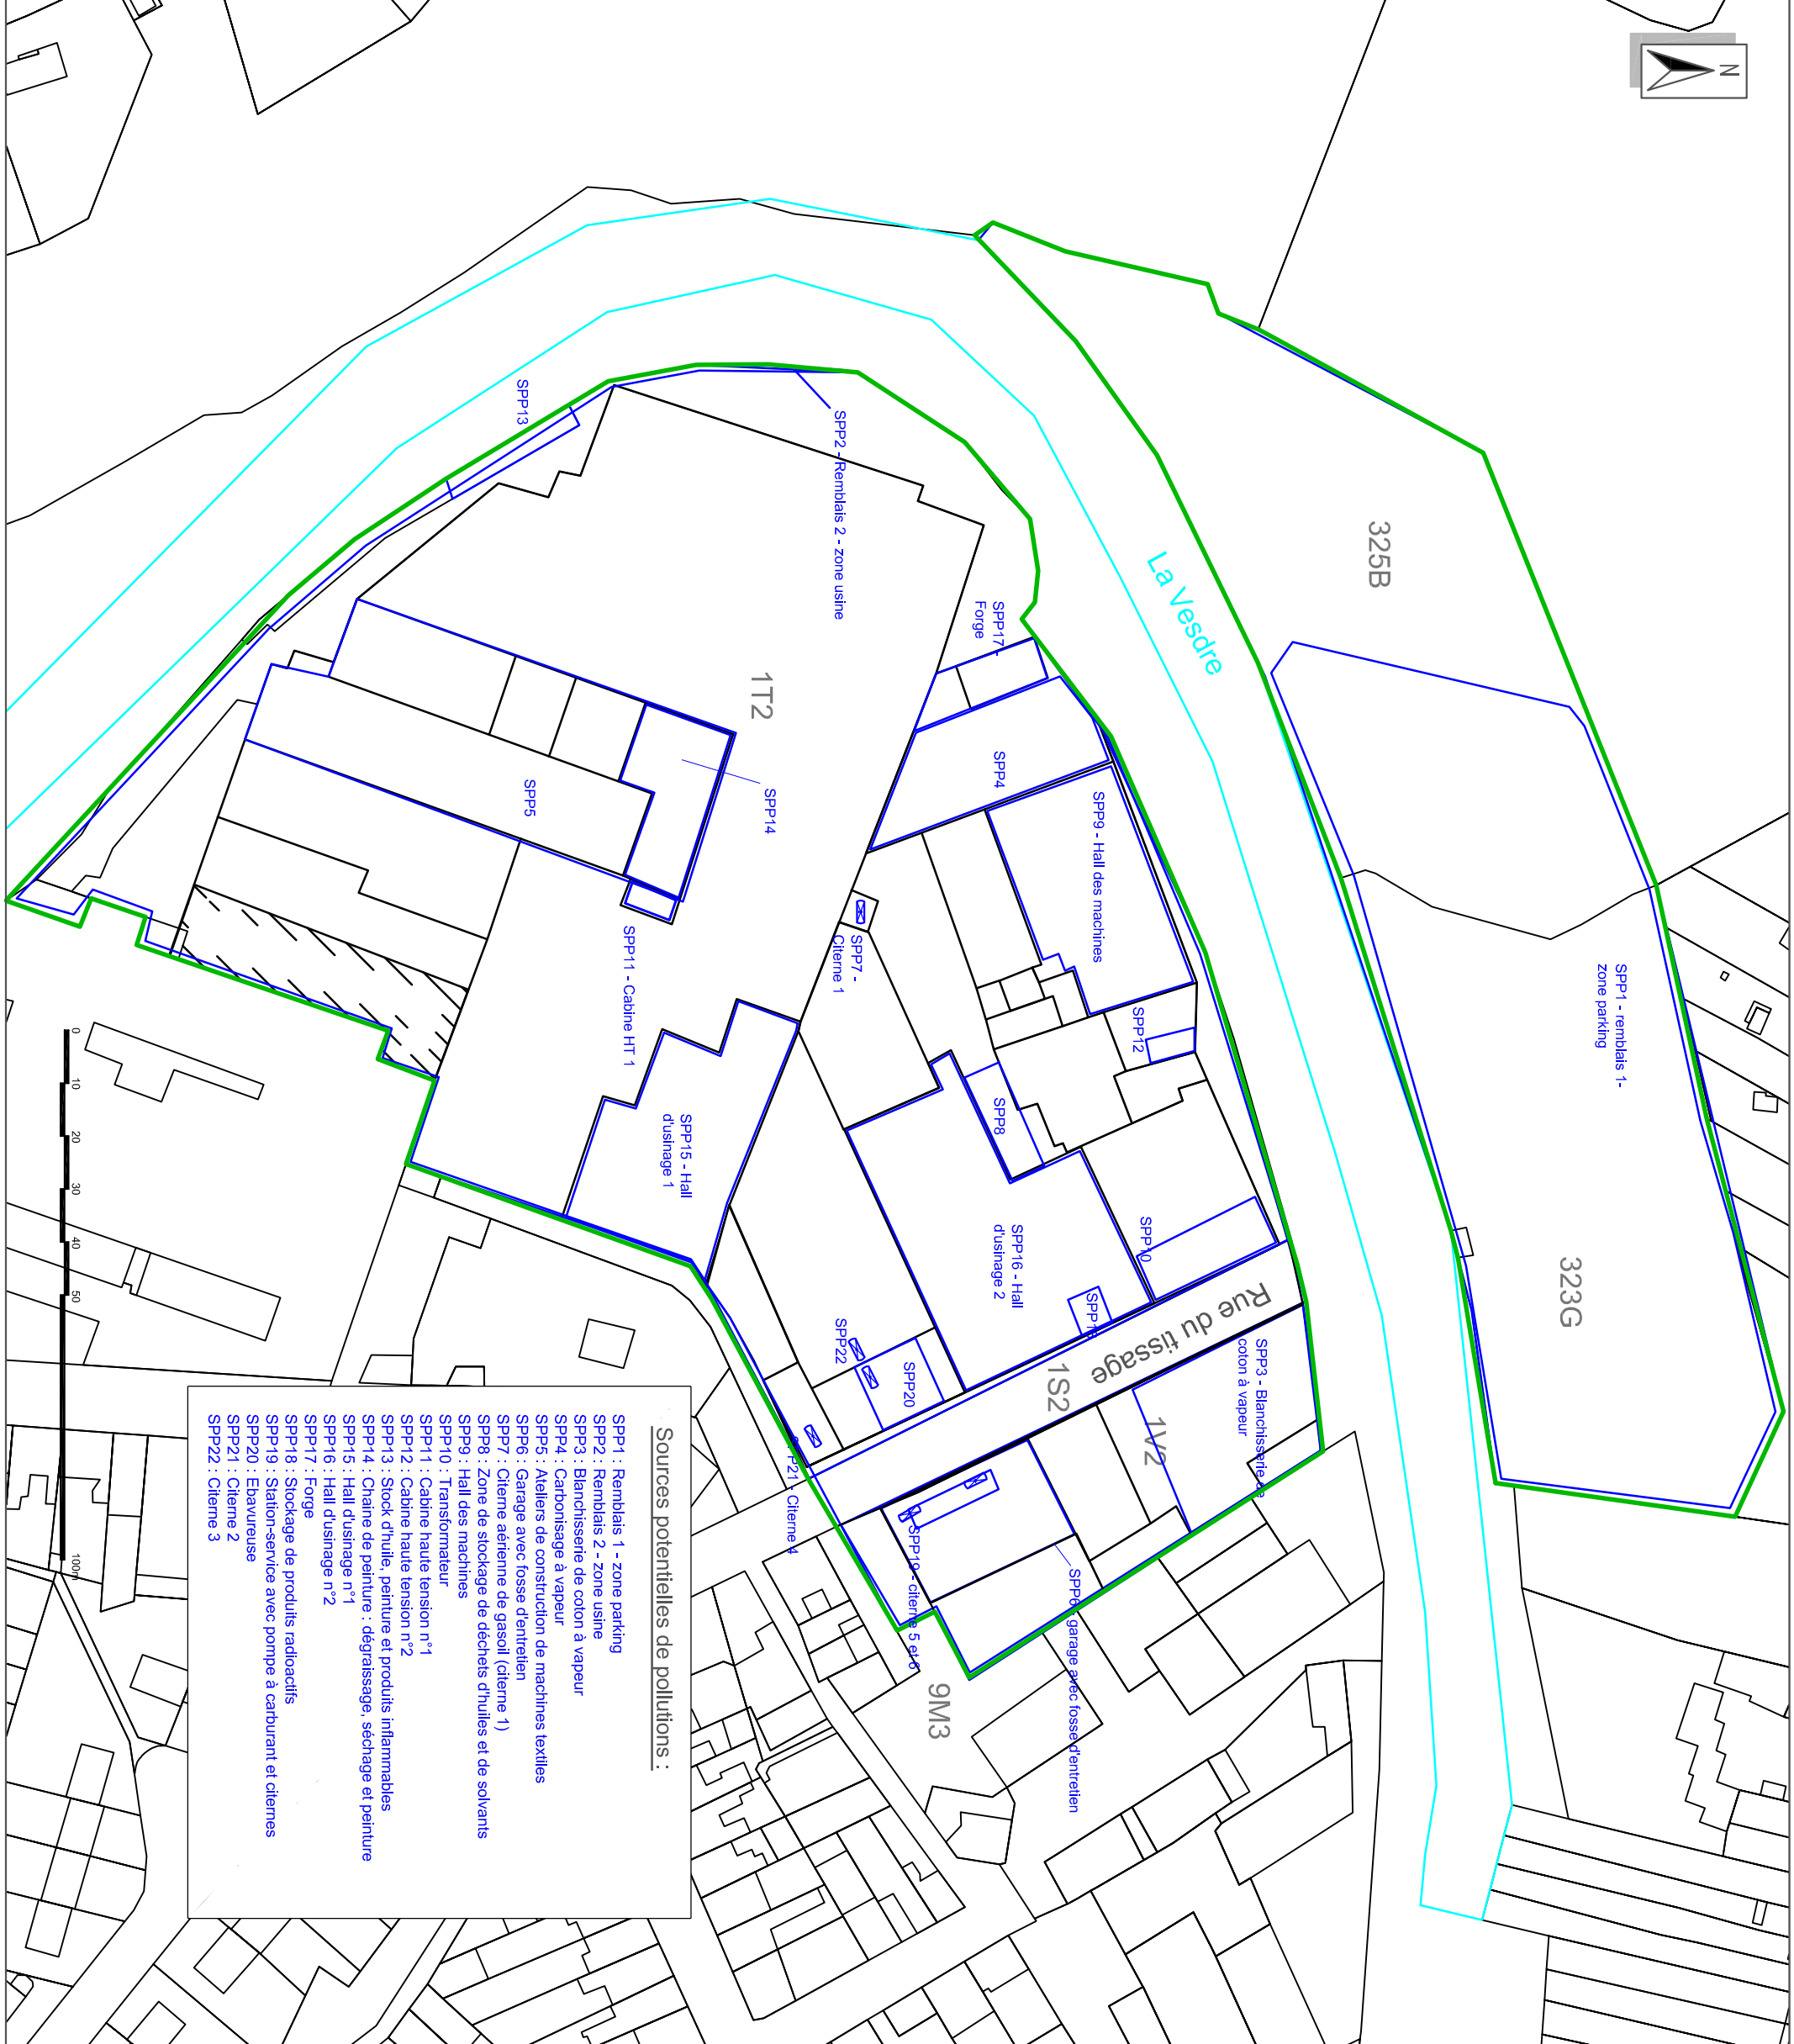 N
325B
323G
SPP1 - remblais 1-
zone parking
La Vesdre
SPP13
SPP2 - Remblais 2 - zone usine
SPP17 -
Forge
1T2
SPP4
SPP14
SPP5
SPP9 - Hall des machines
SPP7 -
Citerne 1
SPP11 - Cabine HT 1
SPP12
SPP8
SPP15 - Hall
d'usinage 1
SPP16 - Hall
d'usinage 2
SPP10
Rue du tissage
SPP22
SPP20
1S2
1V2
SPP3 - Blanchisserie de
coton à vapeur
SPP21 - Citerne 4
SPP19 - citerne 5 et 6
SPP6 - garage avec fosse d'entretien
9M3
0
10
20
30
40
50
100m
Sources potentielles de pollutions :
SPP1 : Remblais 1 - zone parking
SPP2 : Remblais 2 - zone usine
SPP3 : Blanchisserie de coton à vapeur
SPP4 : Carbonisage à vapeur
SPP5 : Ateliers de construction de machines textiles
SPP6 : Garage avec fosse d'entretien
SPP7 : Citerne aérienne de gasoil (citerne 1)
SPP8 : Zone de stockage de déchets d'huiles et de solvants
SPP9 : Hall des machines
SPP10 : Transformateur
SPP11 : Cabine haute tension n°1
SPP12 : Cabine haute tension n°2
SPP13 : Stock d'huile, peinture et produits inflammables
SPP14 : Chaine de peinture : dégraissage, séchage et peinture
SPP15 : Hall d'usinage n°1
SPP16 : Hall d'usinage n°2
SPP17 : Forge
SPP18 : Stockage de produits radioactifs
SPP19 : Station-service avec pompe à carburant et citernes
SPP20 : Ebavureuse
SPP21 : Citerne 2
SPP22 : Citerne 3